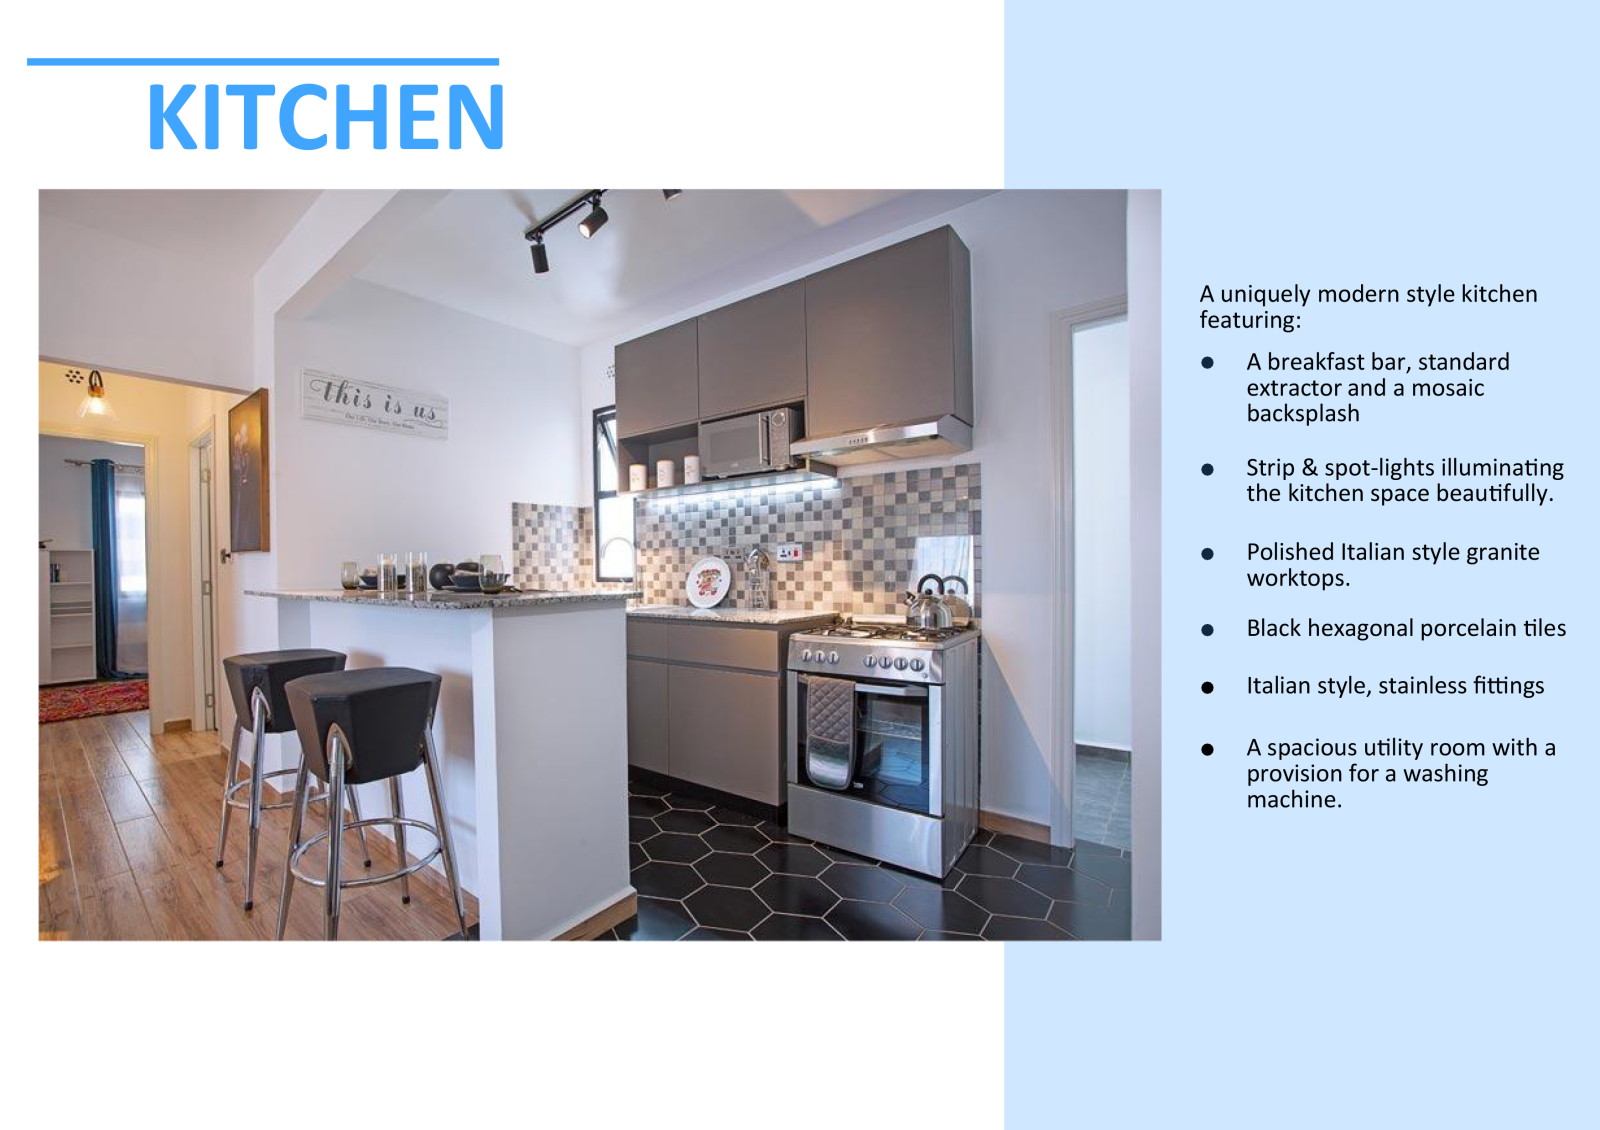 KITCHEN
this is us
A uniquely modern style kitchen
featuring:
● A breakfast bar, standard
extractor and a mosaic
backsplash
● Strip & spot-lights illuminating
the kitchen space beautifully.
● Polished Italian style granite
worktops.
● Black hexagonal porcelain tiles
● Italian style, stainless fittings
● A spacious utility room with a
provision for a washing
machine.